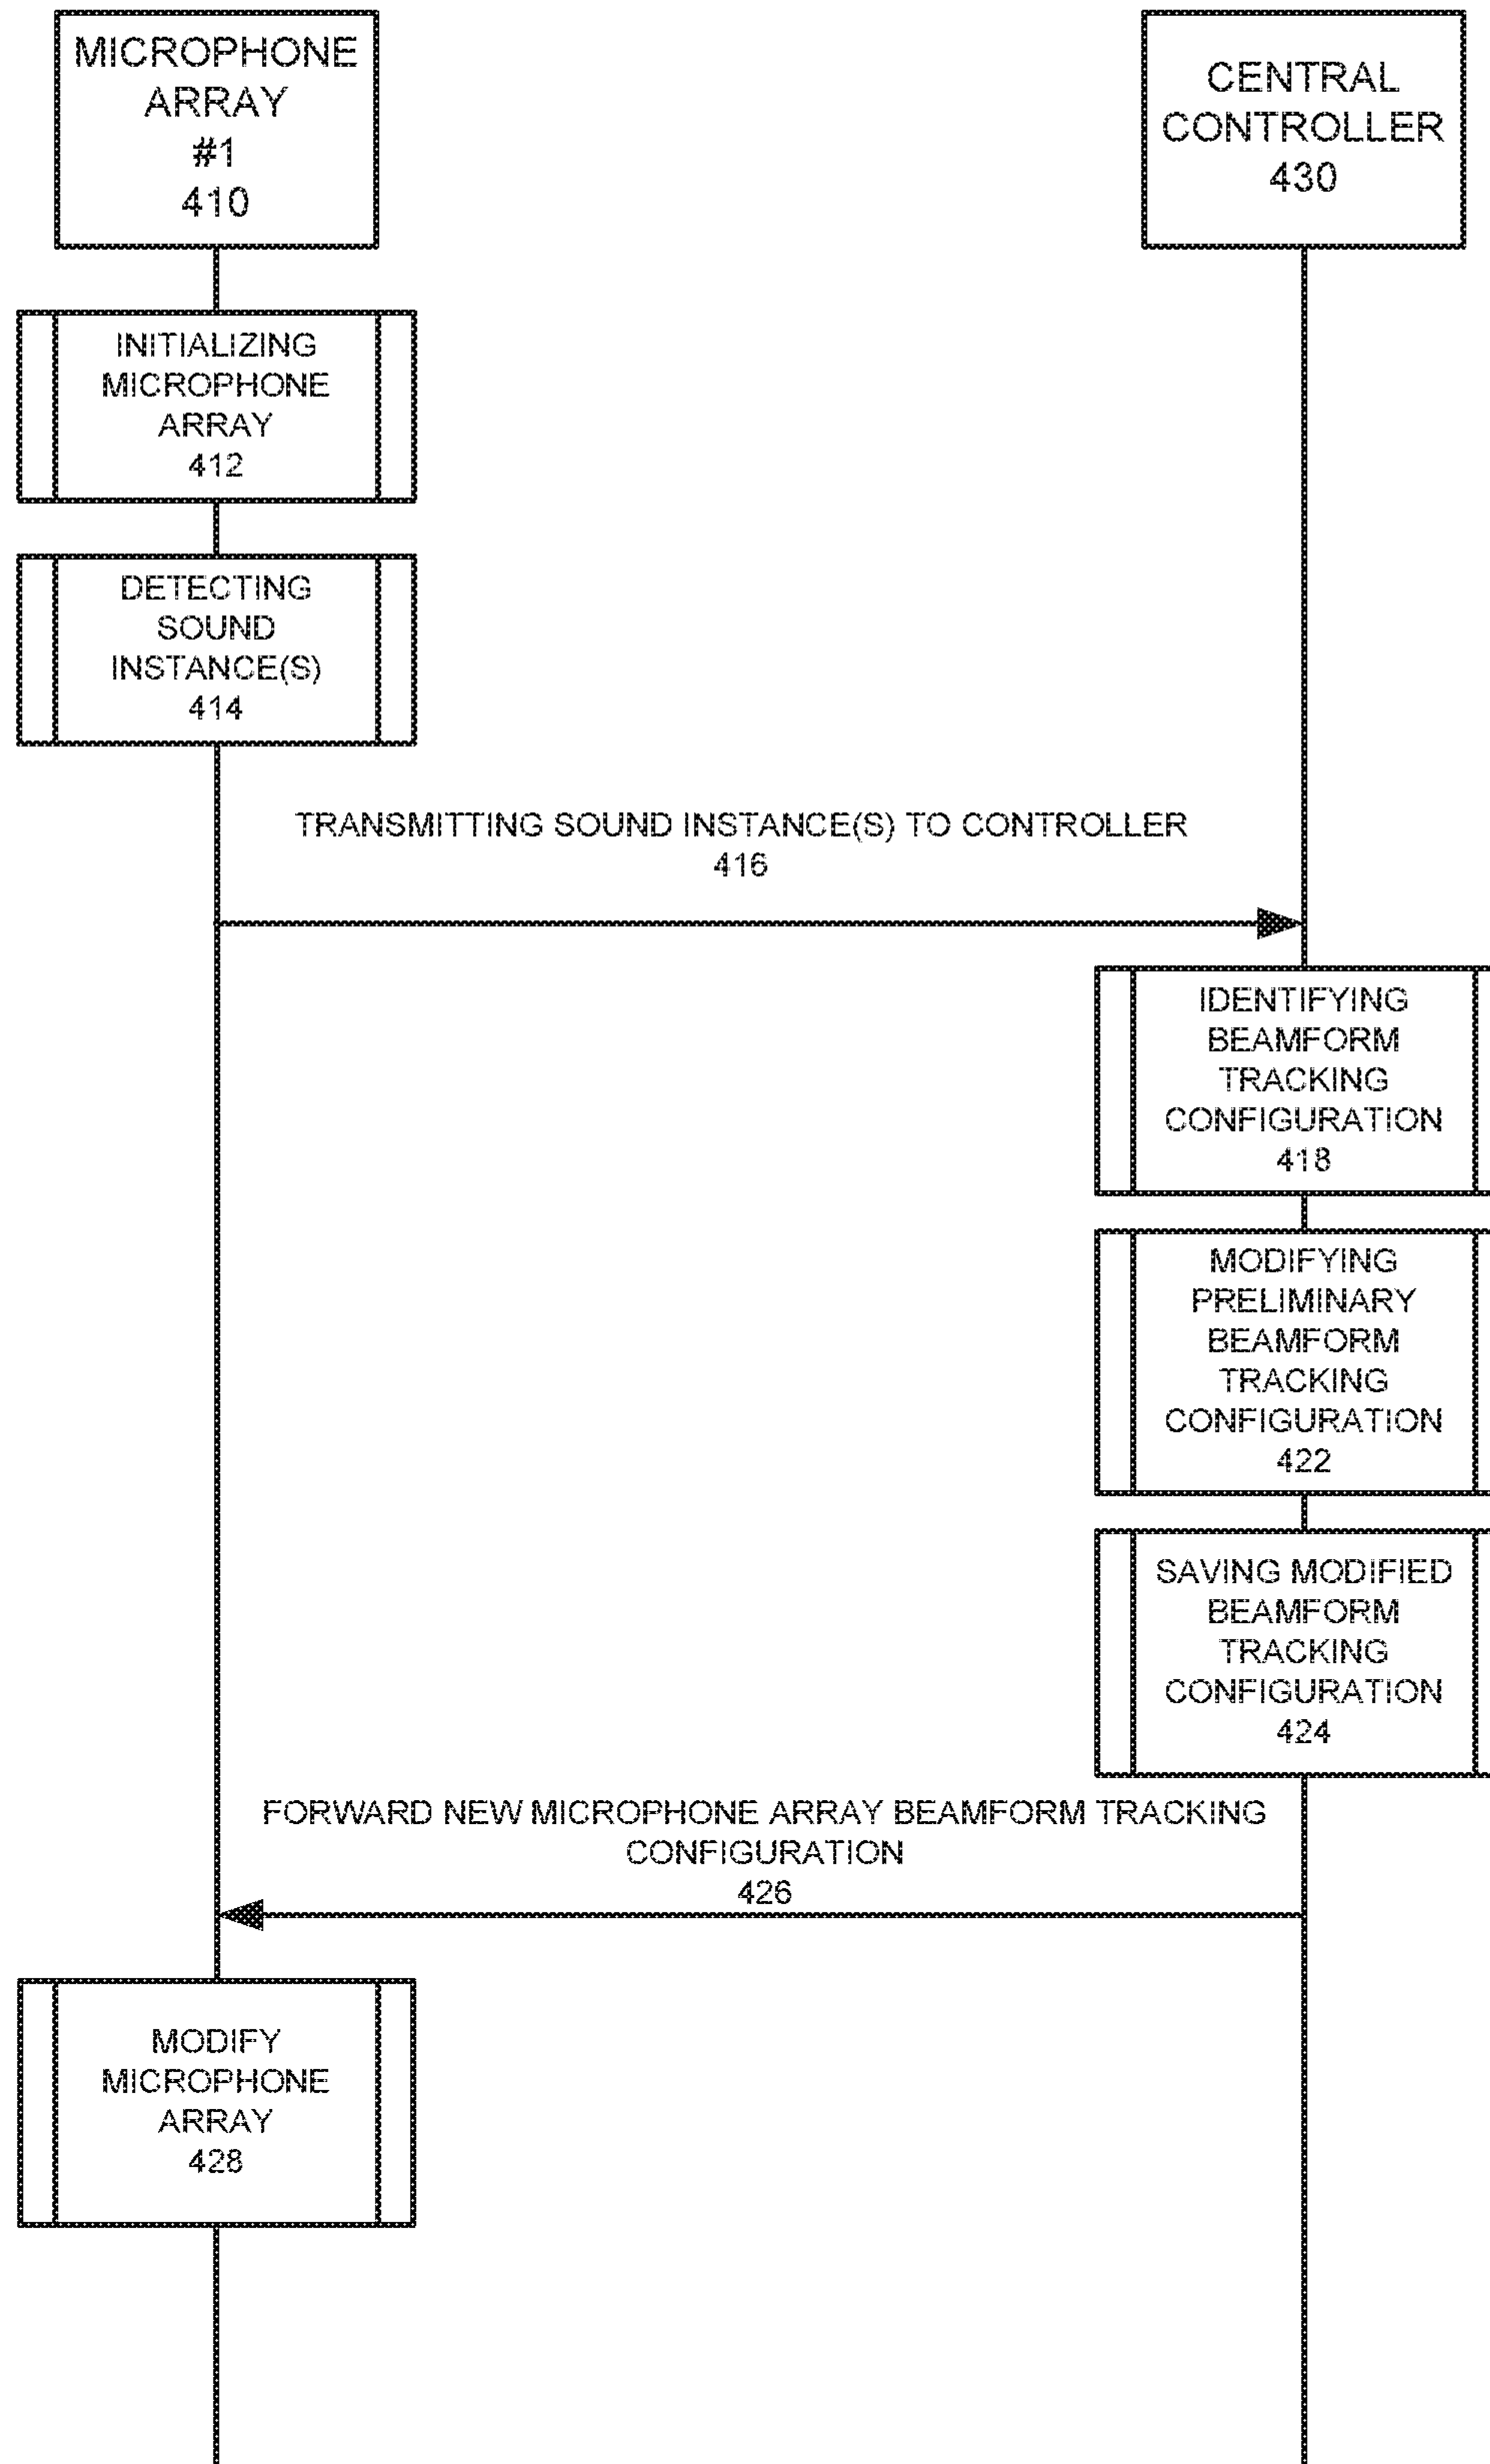 MICROPHONE
ARRAY
#1
410
CENTRAL
CONTROLLER
430
INITIALIZING
MICROPHONE
ARRAY
412
DETECTING
SOUND
INSTANCE(S)
414
TRANSMITTING SOUND INSTANCE(S) TO CONTROLLER
416
IDENTIFYING
BEAMFORM
TRACKING
CONFIGURATION
418
MODIFYING
PRELIMINARY
BEAMFORM
TRACKING
CONFIGURATION
422
SAVING MODIFIED
BEAMFORM
TRACKING
CONFIGURATION
424
FORWARD NEW MICROPHONE ARRAY BEAMFORM TRACKING
CONFIGURATION
426
MODIFY
MICROPHONE
ARRAY
428